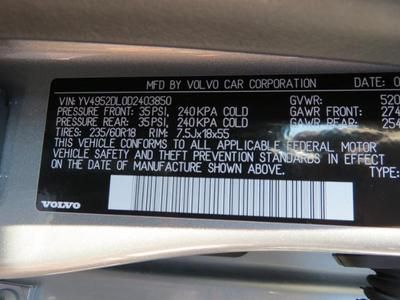 MFD BY VOLVO CAR CORPORATION DATE
VIN: YV4952DL0D2403850 GVWR: 520
PRESSURE FRONT: 35PSI, 240KPA COLD GAWR FRONT: 274
PRESSURE REAR: 35PSI, 240KPA COLD GAWR REAR: 254
TIRES: 235/60R18 RIM: 7.5Jx18x55
THIS VEHICLE CONFORMS TO ALL APPLICABLE FEDERAL MOTOR
VEHICLE SAFETY AND THEFT PREVENTION STANDARDS IN EFFECT
ON THE DATE OF MANUFACTURE SHOWN ABOVE. TYPE:
VOLVO